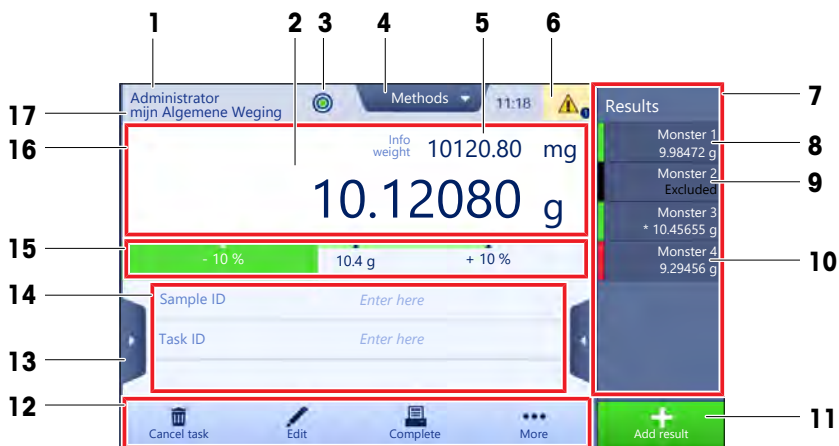 1 2 3 4 5 6
Administrator
mijn Algemene Weging
Methods
11:18
17
16
Info
weight
10120.80 mg
10.12080 g
15
- 10 %
10.4 g
+ 10 %
14
Sample ID
Enter here
Task ID
Enter here
13
12
Cancel task
Edit
Complete
More
Results
7
Monster 1
9.98472 g
8
Monster 2
Excluded
9
Monster 3
* 10.45655 g
Monster 4
9.29456 g
10
Add result
11